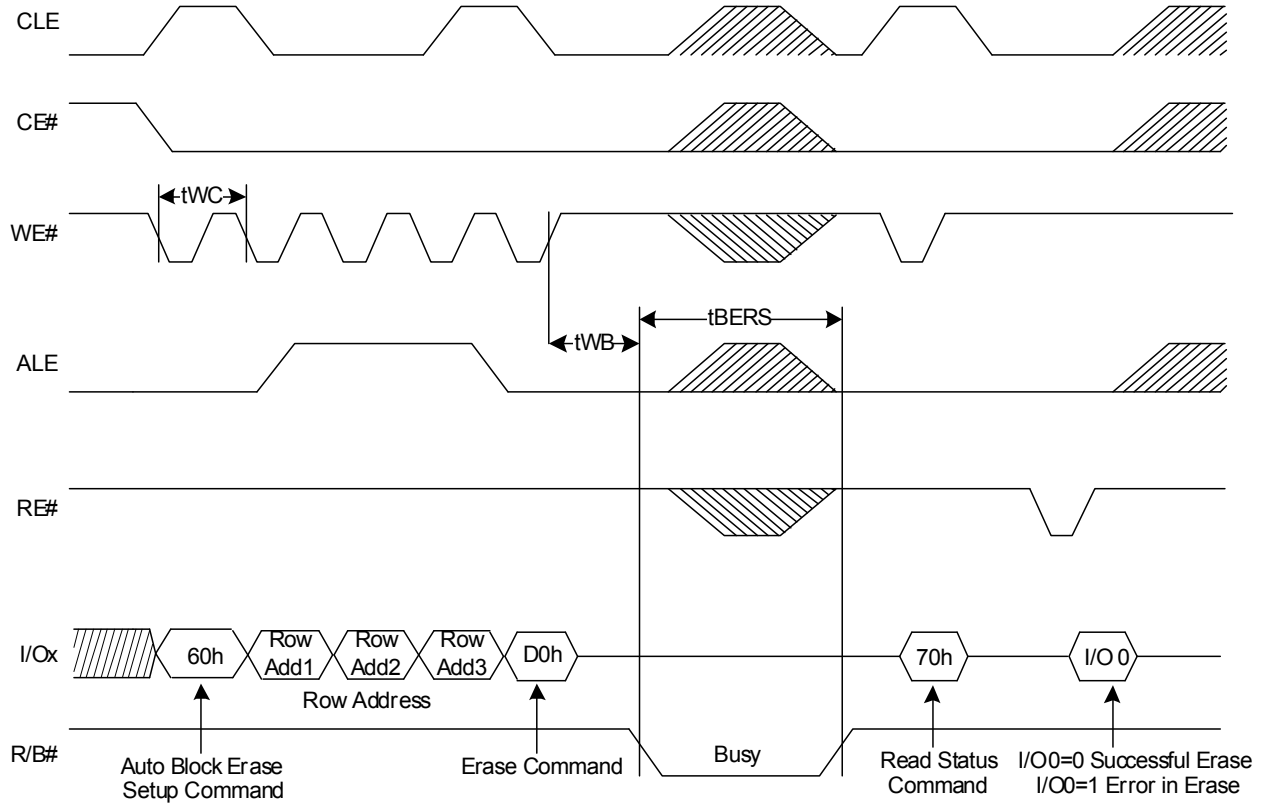 CLE
CE#
tWC
WE#
tBERS
tWB
ALE
RE#
I/Ox
60h
Row
Add1
Row
Add2
Row
Add3
D0h
70h
I/O 0
Row Address
R/B#
Busy
Auto Block Erase
Setup Command
Erase Command
Read Status
Command
I/O0=0 Successful Erase
I/O0=1 Error in Erase